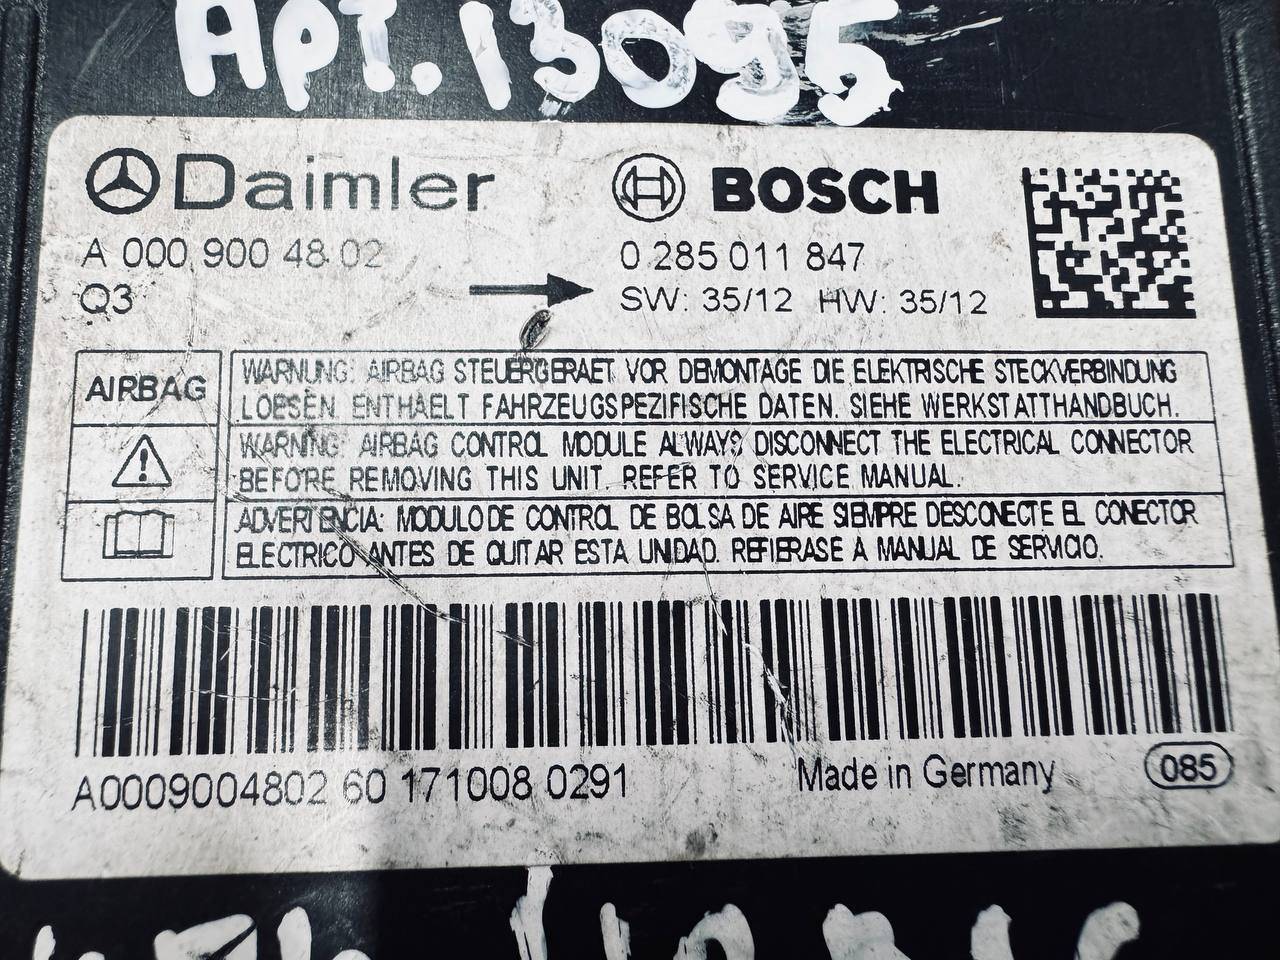 Арт.13095
Daimler
BOSCH
A 000 900 48 02
0 285 011 847
Q3
SW: 35/12 HW: 35/12
AIRBAG
WARNUNG: AIRBAG STEUERGERAET VOR DEMONTAGE DIE ELEKTRISCHE STECKVERBINDUNG
LOESEN. ENTHAELT FAHRZEUGSPEZIFISCHE DATEN. SIEHE WERKSTATTHANDBUCH.
WARNING: AIRBAG CONTROL MODULE ALWAYS DISCONNECT THE ELECTRICAL CONNECTOR
BEFORE REMOVING THIS UNIT. REFER TO SERVICE MANUAL.
ADVERTENCIA: MODULO DE CONTROL DE BOLSA DE AIRE SIEMPRE DESCONECTE EL CONECTOR
ELECTRICO ANTES DE QUITAR ESTA UNIDAD. REFIERASE A MANUAL DE SERVICIO.
A0009004802 60 171008 0291
Made in Germany
085